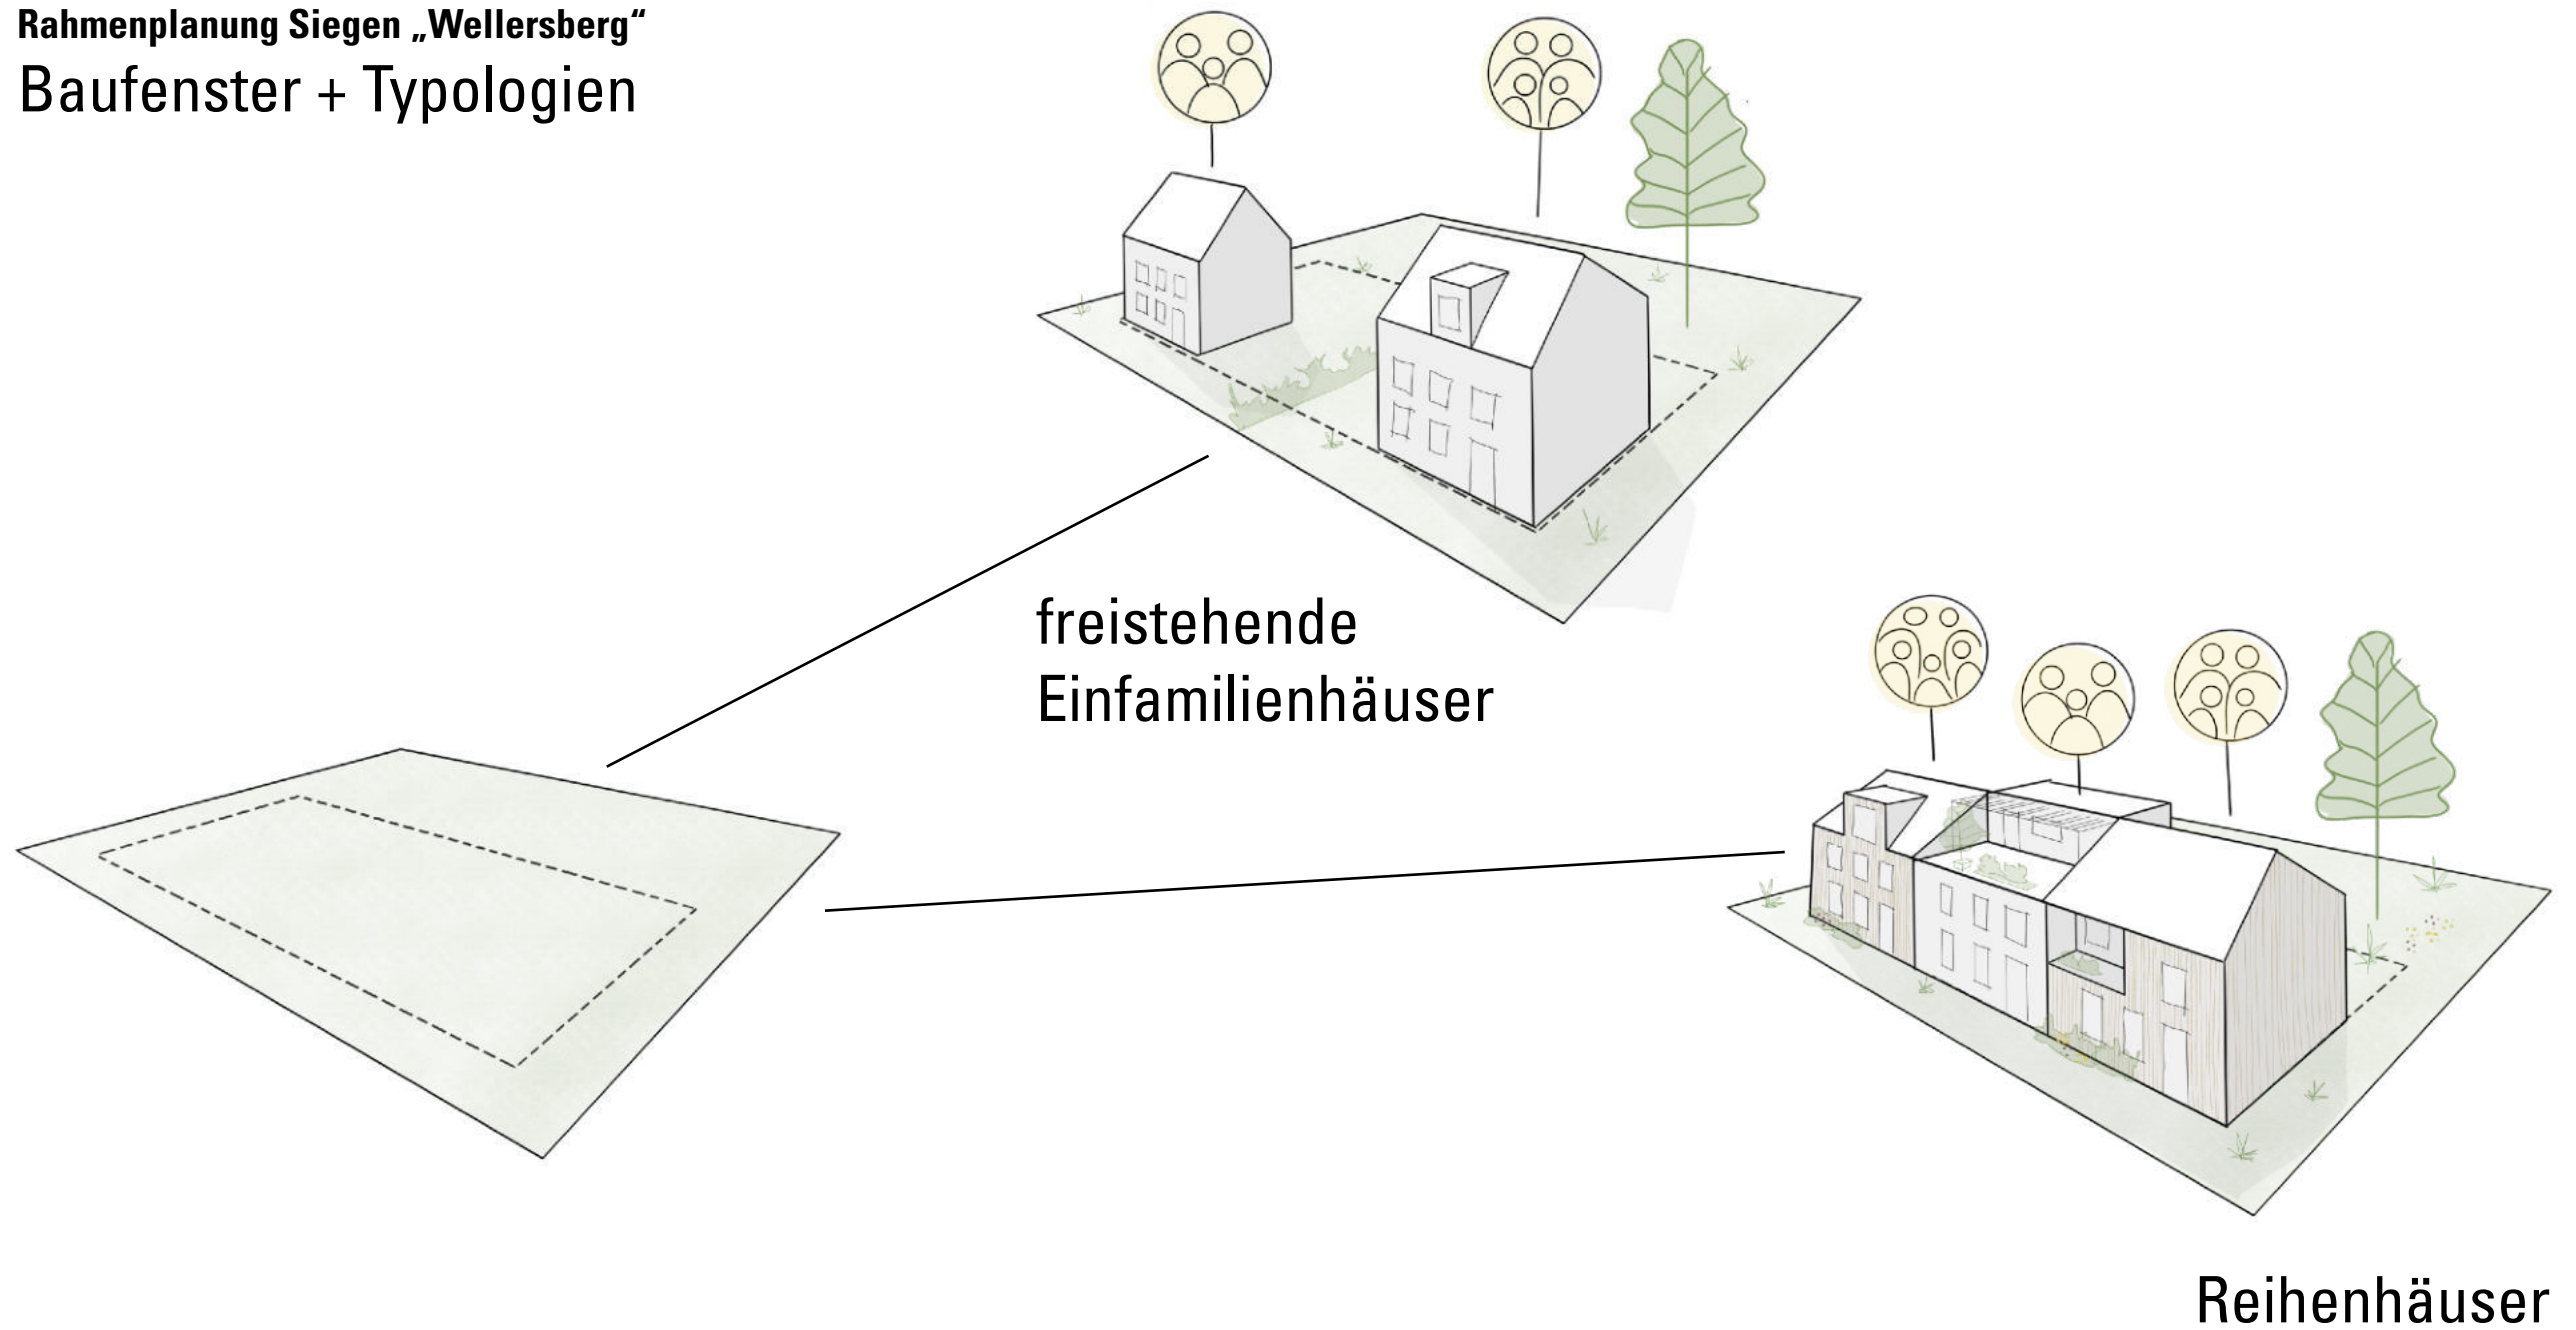 Rahmenplanung Siegen „Wellersberg“
Baufenster + Typologien
freistehende
Einfamilienhäuser
Reihenhäuser